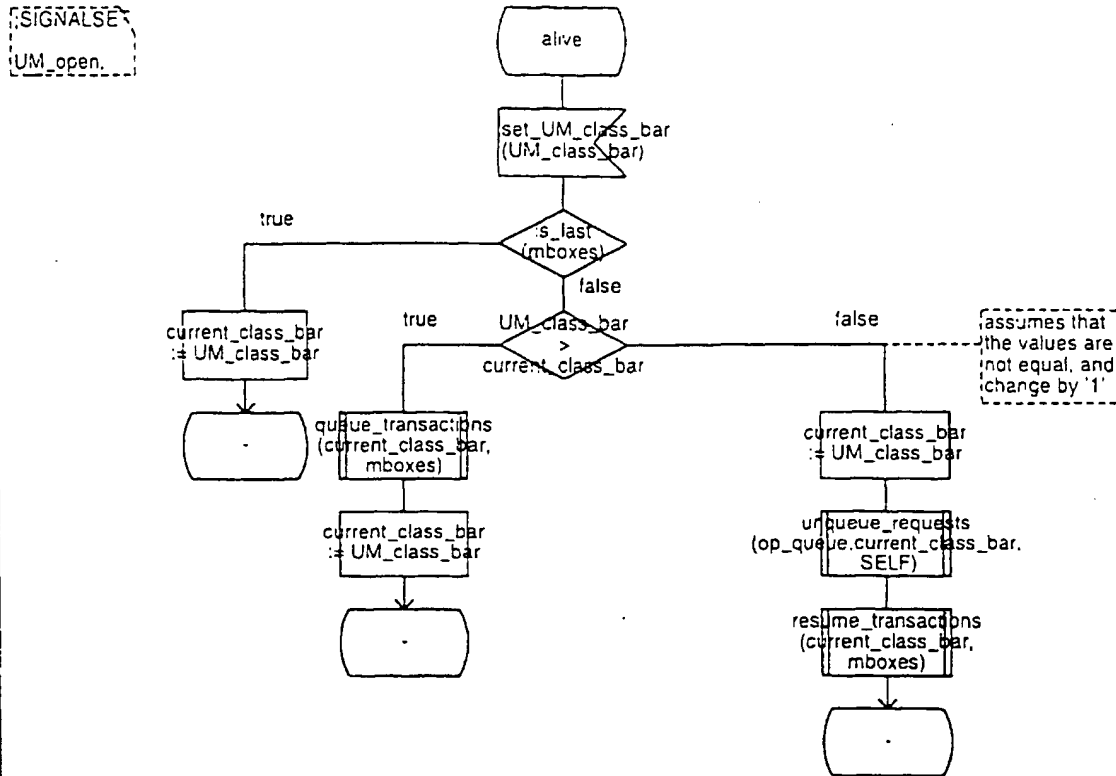 ;SIGNALSET
UM_open,
alive
set_UM_class_bar
(UM_class_bar)
true
is_last
(mboxes)
false
current_class_bar
:= UM_class_bar
-
true
UM_class_bar
>
current_class_bar
false
assumes that
the values are
not equal, and
change by '1'
queue_transactions
(current_class_bar,
mboxes)
current_class_bar
:= UM_class_bar
-
current_class_bar
:= UM_class_bar
unqueue_requests
(op_queue,current_class_bar,
SELF)
resume_transactions
(current_class_bar,
mboxes)
-